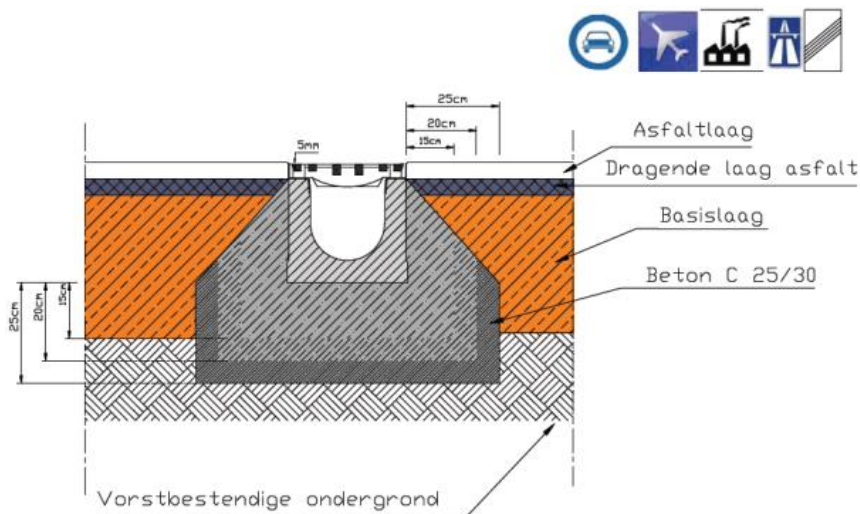 25cm
20cm
15cm
5mm
Asfaltlaag
Dragende laag asfalt
Basislaag
Beton C 25/30
15cm
20cm
25cm
Vorstbestendige ondergrond